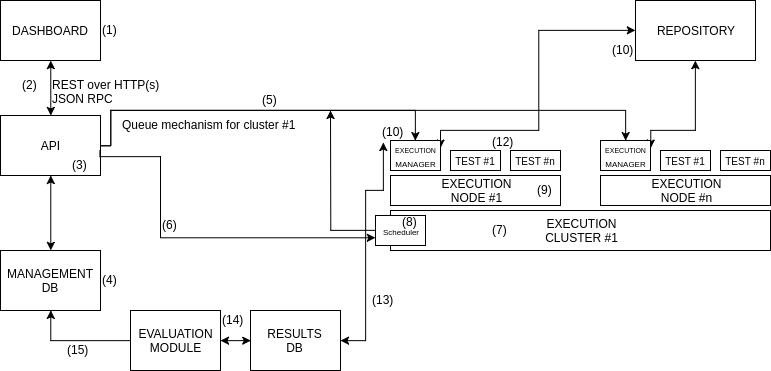 DASHBOARD
(1)
REPOSITORY
(10)
(2)
REST over HTTP(s)
JSON RPC
(5)
API
(3)
Queue mechanism for cluster #1
(10)
EXECUTION
MANAGER
(12)
TEST #1
TEST #n
EXECUTION
NODE #1
(9)
EXECUTION
MANAGER
TEST #1
TEST #n
EXECUTION
NODE #n
(6)
(8)
Scheduler
(7)
EXECUTION
CLUSTER #1
MANAGEMENT
DB
(4)
(13)
EVALUATION
MODULE
(14)
RESULTS
DB
(15)